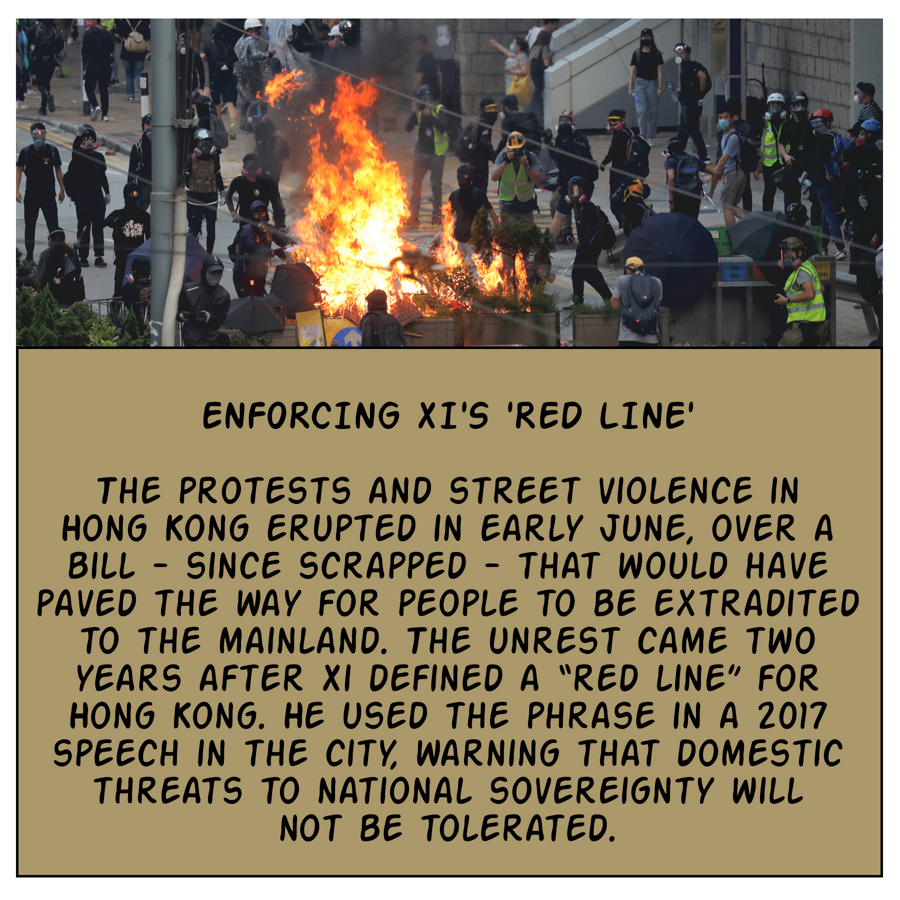 ENFORCING XI'S 'RED LINE'
THE PROTESTS AND STREET VIOLENCE IN
HONG KONG ERUPTED IN EARLY JUNE, OVER A
BILL - SINCE SCRAPPED - THAT WOULD HAVE
PAVED THE WAY FOR PEOPLE TO BE EXTRADITED
TO THE MAINLAND. THE UNREST CAME TWO
YEARS AFTER XI DEFINED A “RED LINE” FOR
HONG KONG. HE USED THE PHRASE IN A 2017
SPEECH IN THE CITY, WARNING THAT DOMESTIC
THREATS TO NATIONAL SOVEREIGNTY WILL
NOT BE TOLERATED.